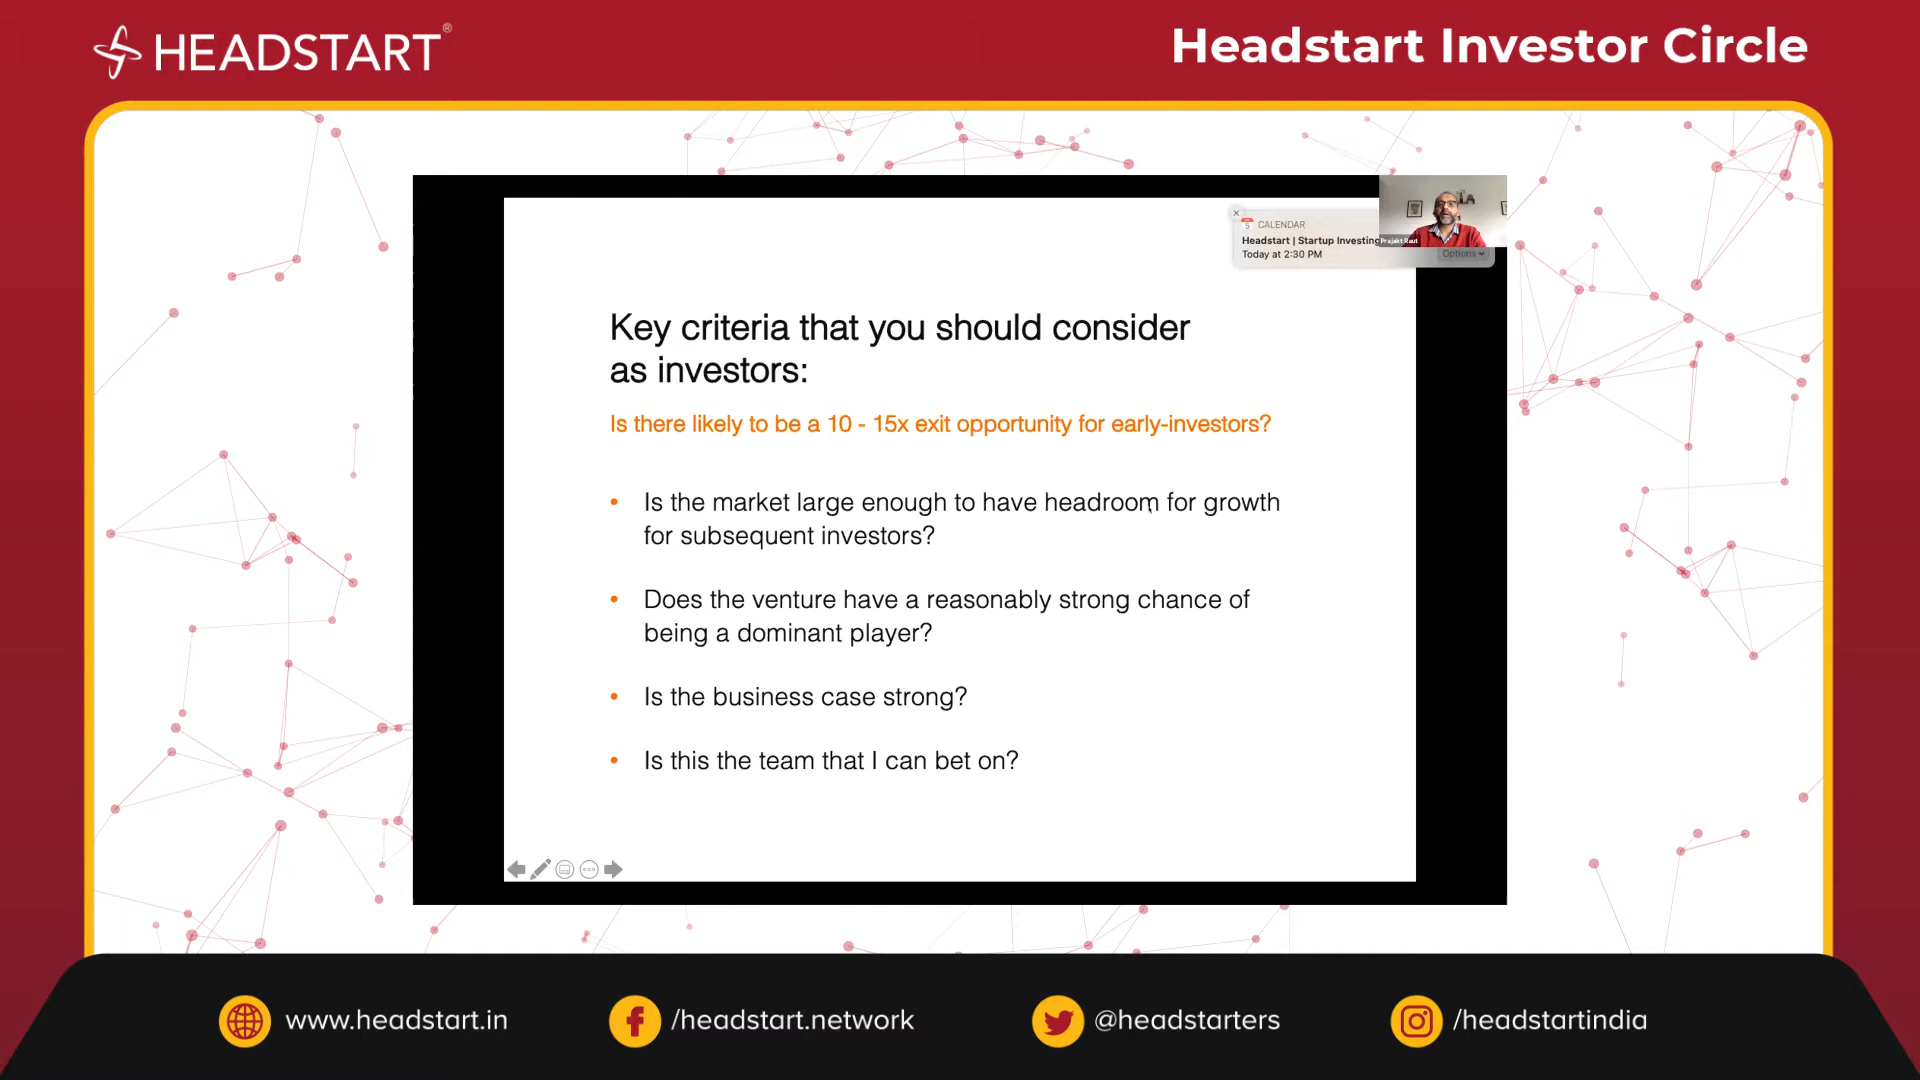 HEADSTART®
Headstart Investor Circle
CALENDAR
5
Headstart | Startup Investing
Today at 2:30 PM
Options
Prajakt Raut
Key criteria that you should consider
as investors:
Is there likely to be a 10 - 15x exit opportunity for early-investors?
• Is the market large enough to have headroom for growth
for subsequent investors?
• Does the venture have a reasonably strong chance of
being a dominant player?
• Is the business case strong?
• Is this the team that I can bet on?
www.headstart.in
/headstart.network
@headstarters
/headstartindia